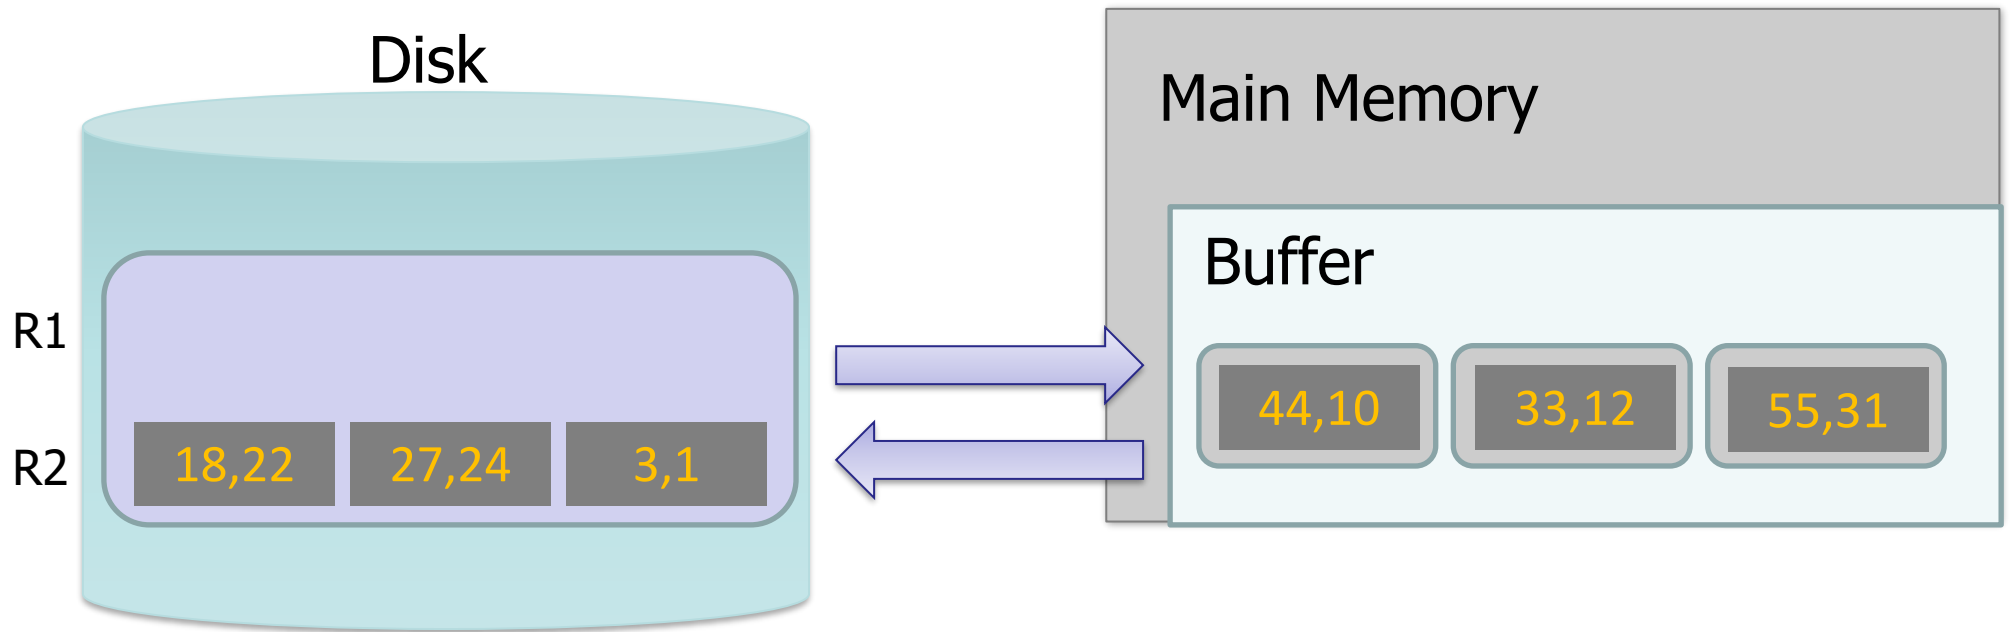 Disk
Main Memory
Buffer
R1
44,10 33,12 55,31
R2
18,22 27,24 3,1